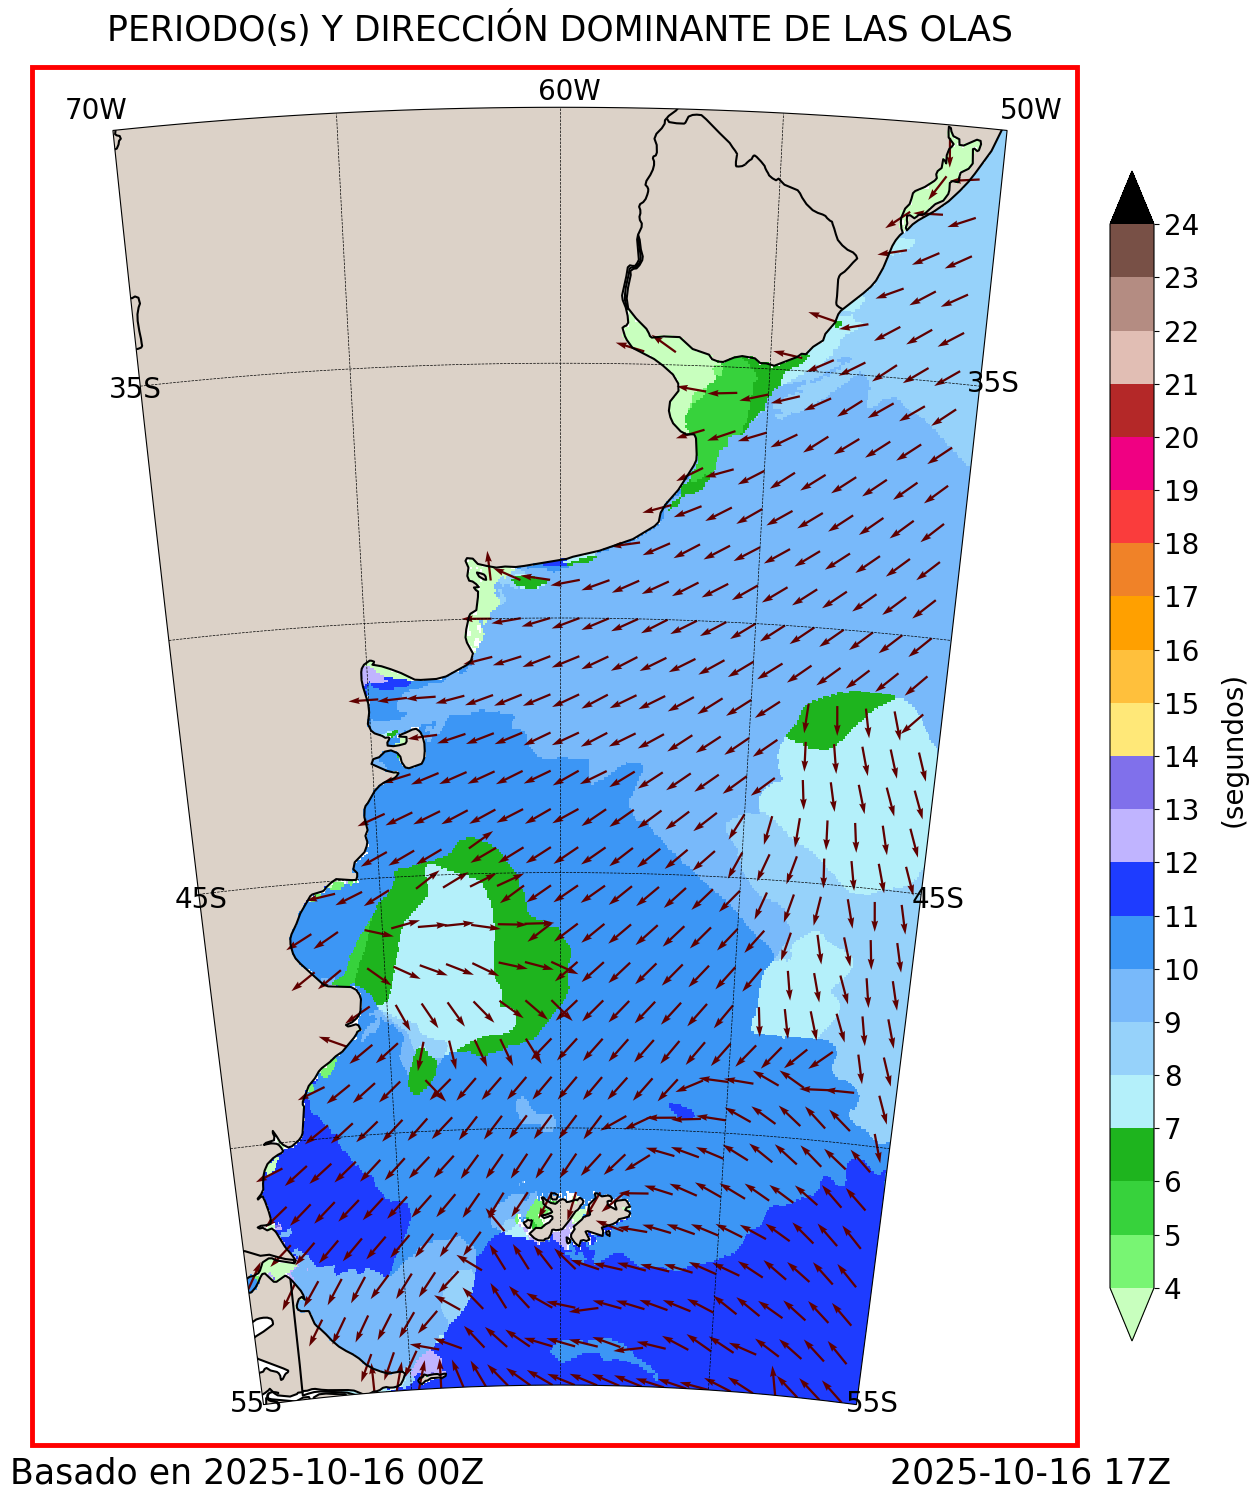 PERIODO(s) Y DIRECCIÓN DOMINANTE DE LAS OLAS
70W
60W
50W
35S
35S
45S
45S
55S
55S
24
23
22
21
20
19
18
17
16
15
14
13
12
11
10
9
8
7
6
5
4
(segundos)
Basado en 2025-10-16 00Z
2025-10-16 17Z